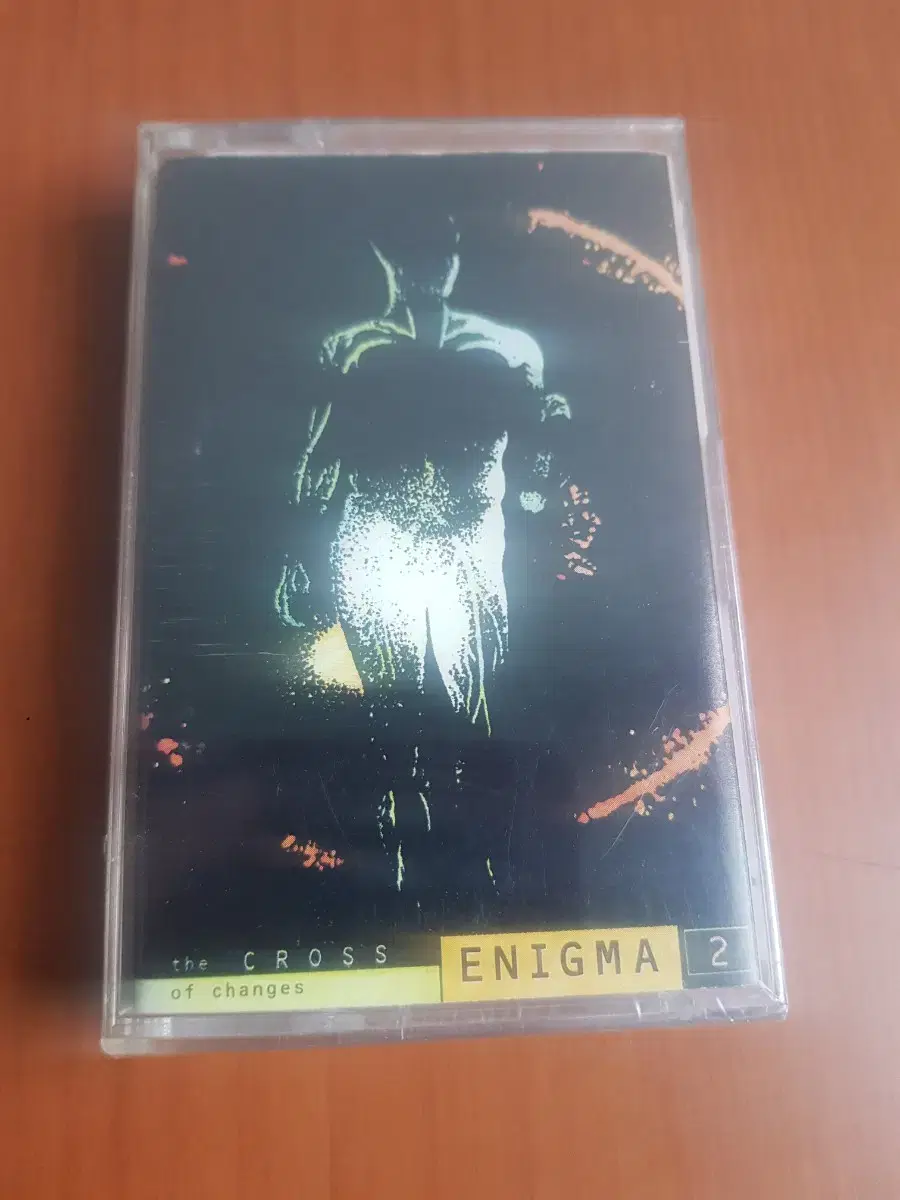 the CROSS
of changes
ENIGMA
2